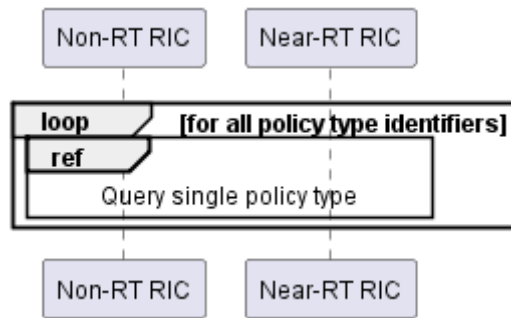 Non-RT RIC Near-RT RIC
loop [for all policy type identifiers]
ref
Query single policy type
Non-RT RIC Near-RT RIC